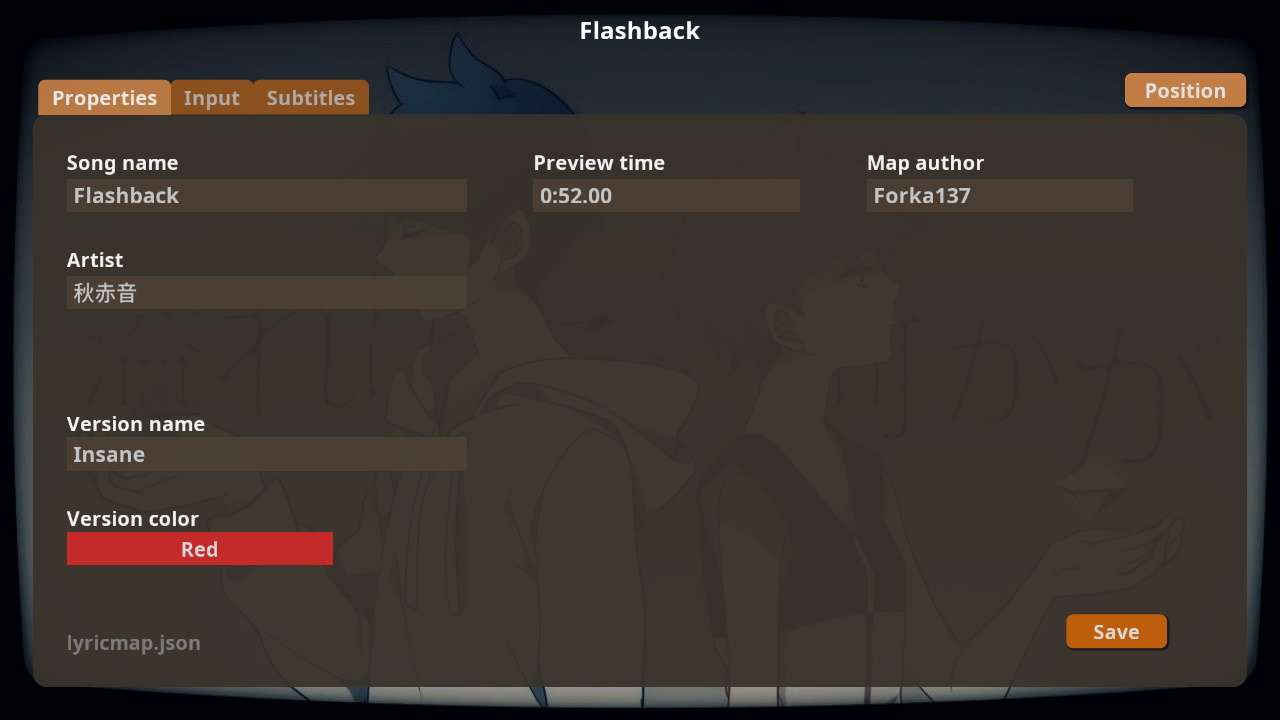 Flashback
Properties Input Subtitles Position
Song name Preview time Map author
Flashback 0:52.00 Forka137
Artist
秋赤音
Version name
Insane
Version color
Red
lyricmap.json Save